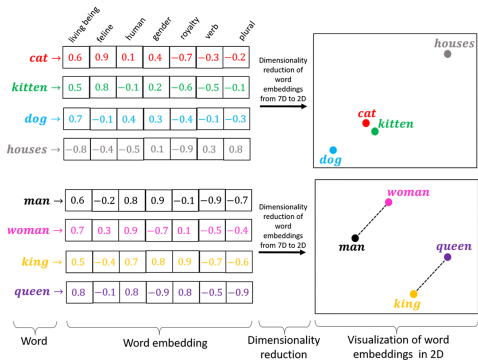 living being feline human gender royalty verb plural
cat → 0.6 0.9 0.1 0.4 −0.7 −0.3 −0.2
kitten → 0.5 0.8 −0.1 0.2 −0.6 −0.5 −0.1
dog → 0.7 −0.1 0.4 0.3 −0.4 −0.1 −0.3
houses → −0.8 −0.4 −0.5 0.1 −0.9 0.3 0.8
Dimensionality
reduction of
word
embeddings
from 7D to 2D
houses
cat
kitten
dog
man → 0.6 −0.2 0.8 0.9 −0.1 −0.9 −0.7
woman → 0.7 0.3 0.9 −0.7 0.1 −0.5 −0.4
king → 0.5 −0.4 0.7 0.8 0.9 −0.7 −0.6
queen → 0.8 −0.1 0.8 −0.9 0.8 −0.5 −0.9
Dimensionality
reduction of
word
embeddings
from 7D to 2D
woman
man
queen
king
Word
Word embedding
Dimensionality
reduction
Visualization of word
embeddings in 2D